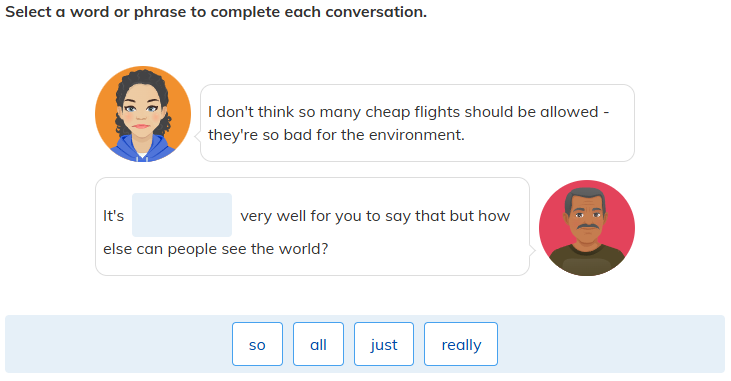 Select a word or phrase to complete each conversation.
I don't think so many cheap flights should be allowed -
they're so bad for the environment.
It's very well for you to say that but how
else can people see the world?
so all just really